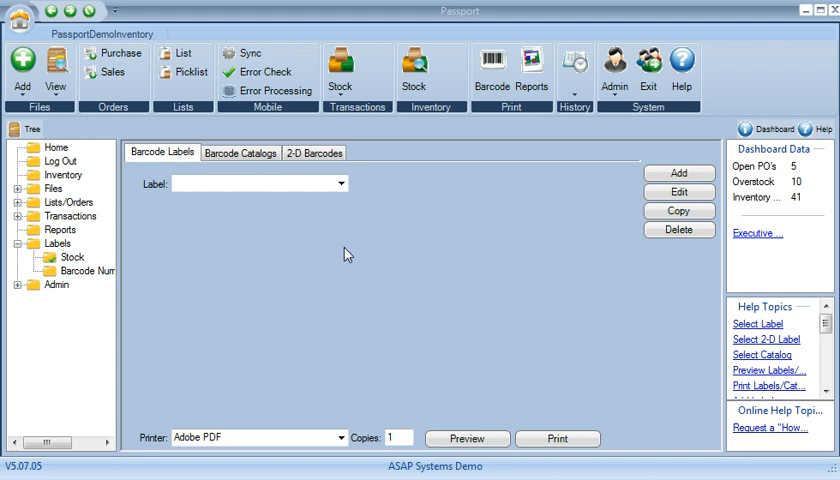 Passport
PassportDemoInventory
Add
View
Files
Purchase
Sales
Orders
List
Picklist
Lists
Sync
Error Check
Error Processing
Mobile
Stock
Transactions
Stock
Inventory
Barcode Reports
Print
History
Admin
Exit
Help
System
Tree
Dashboard
Help
Home
Log Out
Inventory
Files
Lists/Orders
Transactions
Reports
Labels
Stock
Barcode Num
Admin
Barcode Labels
Barcode Catalogs
2-D Barcodes
Label:
Add
Edit
Copy
Delete
Printer:
Adobe PDF
Copies:
1
Preview
Print
Dashboard Data
Open PO's 5
Overstock 10
Inventory ... 41
Executive ...
Help Topics
Select Label
Select 2-D Label
Select Catalog
Preview Labels/...
Print Labels/Cat...
Online Help Topi...
Request a "How...
V5.07.05
ASAP Systems Demo